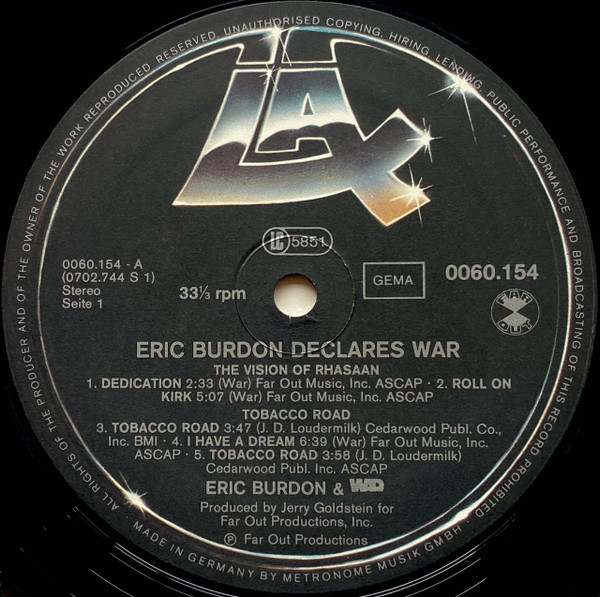 ALL RIGHTS OF THE PRODUCER AND OF THE OWNER OF THE WORK REPRODUCED RESERVED. UNAUTHORISED COPYING, HIRING, LENDING, PUBLIC PERFORMANCE AND BROADCASTING OF THIS RECORD PROHIBITED
LAX
LC 5851
0060.154 - A
(0702.744 S 1)
Stereo
Seite 1
33⅓ rpm
GEMA
0060.154
FAR OUT
ERIC BURDON DECLARES WAR
THE VISION OF RHASAAN
1. DEDICATION 2:33 (War) Far Out Music, Inc. ASCAP · 2. ROLL ON
KIRK 5:07 (War) Far Out Music, Inc. ASCAP
TOBACCO ROAD
3. TOBACCO ROAD 3:47 (J. D. Loudermilk) Cedarwood Publ. Co.,
Inc. BMI · 4. I HAVE A DREAM 6:39 (War) Far Out Music, Inc.
ASCAP · 5. TOBACCO ROAD 3:58 (J. D. Loudermilk)
Cedarwood Publ. Inc. ASCAP
ERIC BURDON & WAR
Produced by Jerry Goldstein for
Far Out Productions, Inc.
Ⓟ Far Out Productions
MADE IN GERMANY BY METRONOME MUSIK GMBH